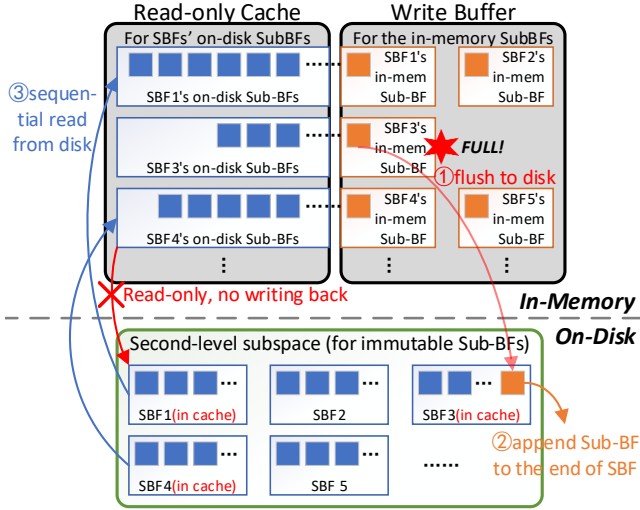 Read-only Cache
Write Buffer
For SBFs' on-disk SubBFs
For the in-memory SubBFs
SBF1's on-disk Sub-BFs
SBF1's
in-mem
Sub-BF
SBF2's
in-mem
Sub-BF
③sequen-
tial read
from disk
SBF3's on-disk Sub-BFs
SBF3's
in-mem
Sub-BF
FULL!
①flush to disk
SBF4's on-disk Sub-BFs
SBF4's
in-mem
Sub-BF
SBF5's
in-mem
Sub-BF
Read-only, no writing back
In-Memory
On-Disk
Second-level subspace (for immutable Sub-BFs)
SBF1(in cache)
SBF2
SBF3(in cache)
②append Sub-BF
to the end of SBF
SBF4(in cache)
SBF 5
......